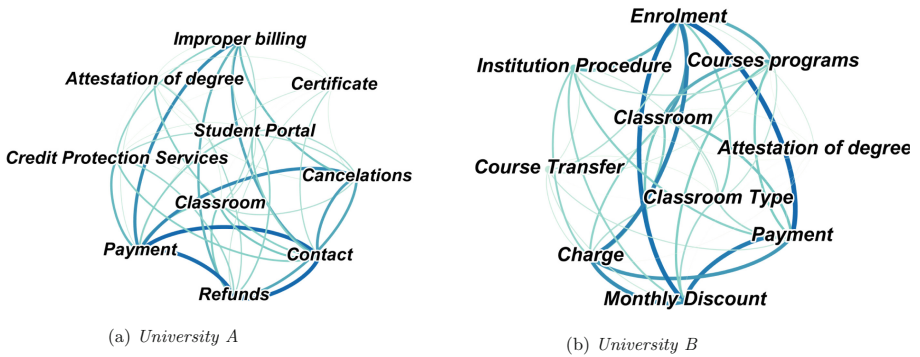 Improper billing
Attestation of degree
Certificate
Student Portal
Credit Protection Services
Cancelations
Classroom
Payment
Contact
Refunds
(a) University A
Enrolment
Institution Procedure
Courses programs
Classroom
Attestation of degree
Course Transfer
Classroom Type
Payment
Charge
Monthly Discount
(b) University B